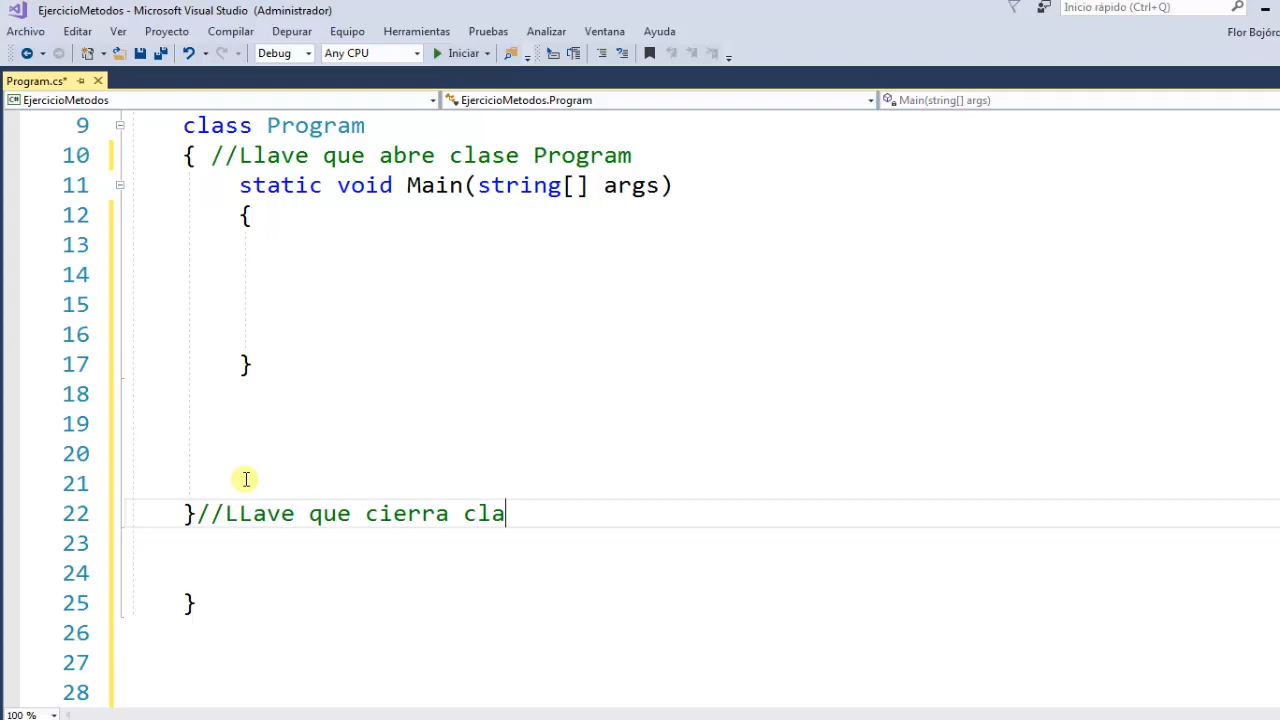 EjercicioMetodos - Microsoft Visual Studio (Administrador)
Inicio rápido (Ctrl+Q)
Archivo Editar Ver Proyecto Compilar Depurar Equipo Herramientas Pruebas Analizar Ventana Ayuda
Flor Bojórq
Debug Any CPU Iniciar
Program.cs*
EjercicioMetodos EjercicioMetodos.Program Main(string[] args)
9 class Program
10 { //Llave que abre clase Program
11 static void Main(string[] args)
12 {
13
14
15
16
17 }
18
19
20
21
22 }//LLave que cierra cla
23
24
25 }
26
27
28
100 %